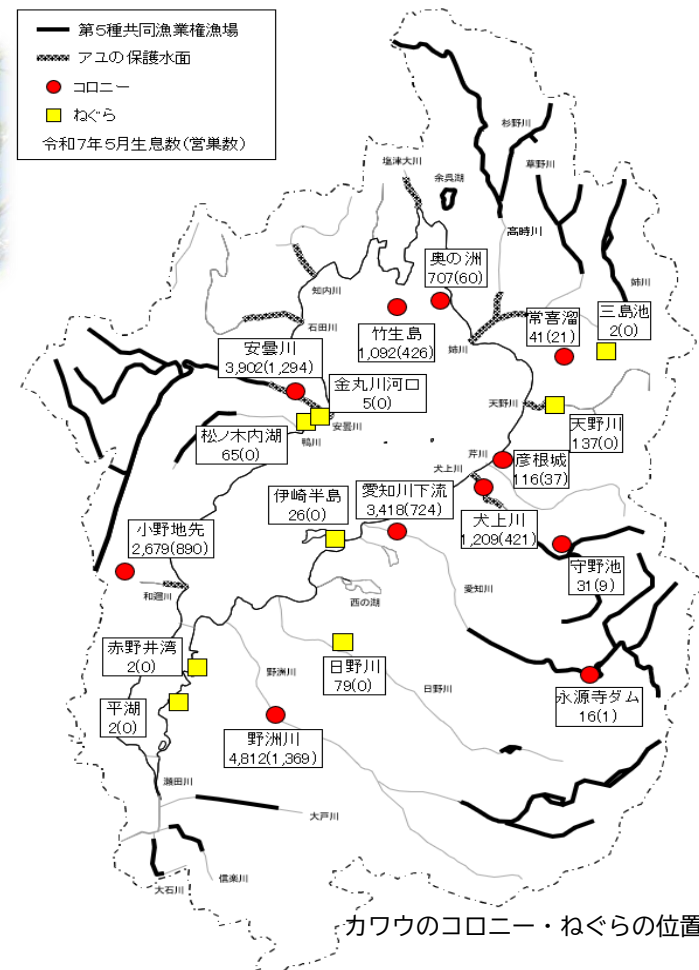 第5種共同漁業権漁場
アユの保護水面
コロニー
ねぐら
令和7年5月生息数(営巣数)
杉野川
塩津大川
余呉湖
草野川
高時川
奥の洲
707(60)
姉川
知内川
石田川
竹生島
1,092(426)
姉川
常喜溜
41(21)
三島池
2(0)
安曇川
3,902(1,294)
金丸川河口
5(0)
安曇川
天野川
天野川
137(0)
松ノ木内湖
65(0)
鴨川
芹川
彦根城
116(37)
犬上川
伊崎半島
26(0)
愛知川下流
3,418(724)
犬上川
1,209(421)
小野地先
2,679(890)
守野池
31(9)
和邇川
西の湖
愛知川
赤野井湾
2(0)
野洲川
日野川
79(0)
日野川
永源寺ダム
16(1)
平湖
2(0)
野洲川
4,812(1,369)
瀬田川
大戸川
信楽川
大石川
カワウのコロニー・ねぐらの位置